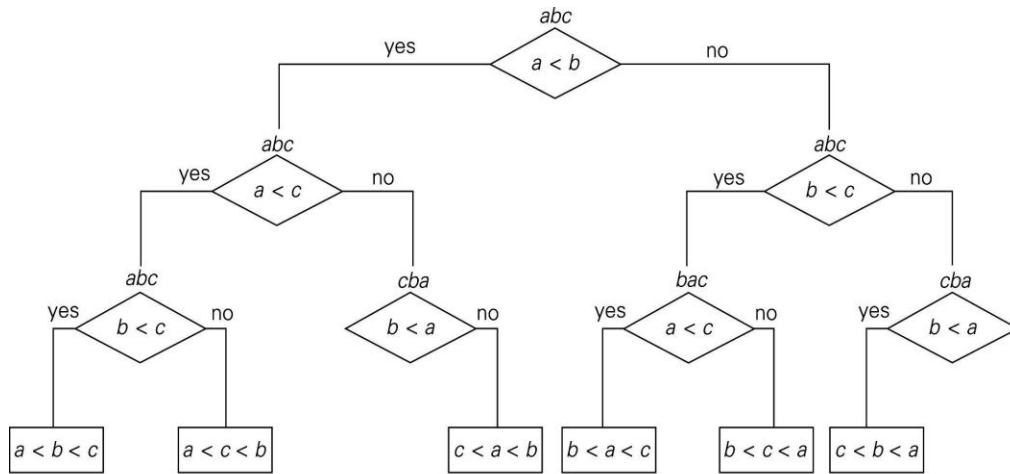 abc
yes
a < b
no
abc
abc
yes
a < c
no
yes
b < c
no
abc
cba
bac
cba
yes
b < c
no
b < a
no
yes
a < c
no
yes
b < a
a < b < c
a < c < b
c < a < b
b < a < c
b < c < a
c < b < a